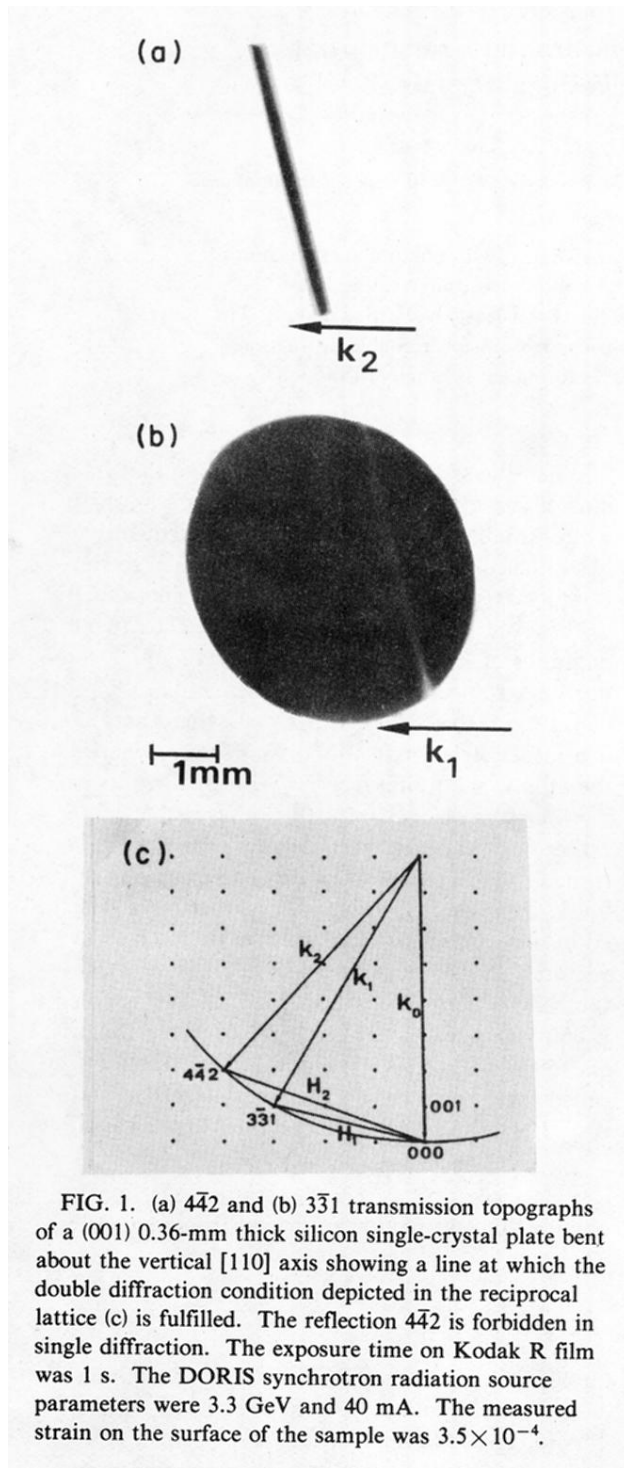 (a)
k2
(b)
1mm
k1
(c)
k2
k1
k0
44̅2
H2
33̅1
H1
001
000
FIG. 1. (a) 44̅2 and (b) 33̅1 transmission topographs
of a (001) 0.36-mm thick silicon single-crystal plate bent
about the vertical [110] axis showing a line at which the
double diffraction condition depicted in the reciprocal
lattice (c) is fulfilled. The reflection 44̅2 is forbidden in
single diffraction. The exposure time on Kodak R film
was 1 s. The DORIS synchrotron radiation source
parameters were 3.3 GeV and 40 mA. The measured
strain on the surface of the sample was 3.5×10⁻⁴.